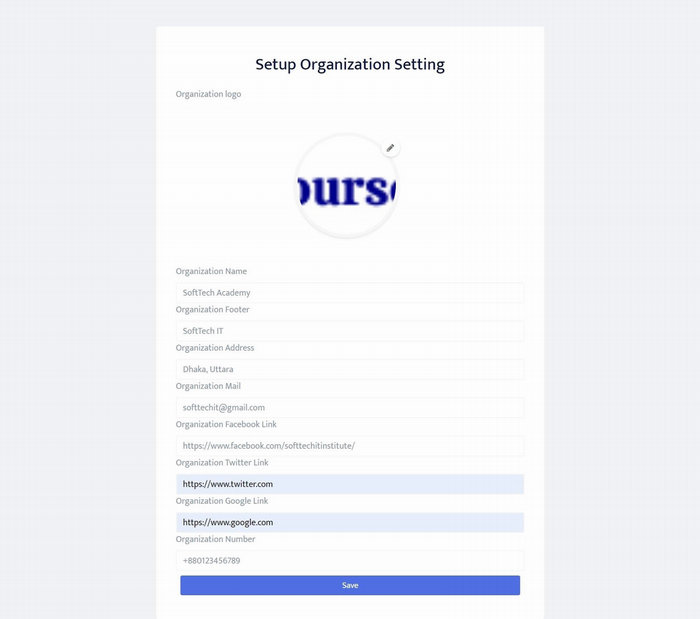 Setup Organization Setting
Organization logo
ourse
Organization Name
SoftTech Academy
Organization Footer
SoftTech IT
Organization Address
Dhaka, Uttara
Organization Mail
softtechit@gmail.com
Organization Facebook Link
https://www.facebook.com/softtechitinstitute/
Organization Twitter Link
https://www.twitter.com
Organization Google Link
https://www.google.com
Organization Number
+880123456789
Save